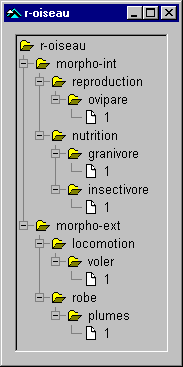 r-oiseau
r-oiseau
morpho-int
reproduction
ovipare
1
nutrition
granivore
1
insectivore
1
morpho-ext
locomotion
voler
1
robe
plumes
1